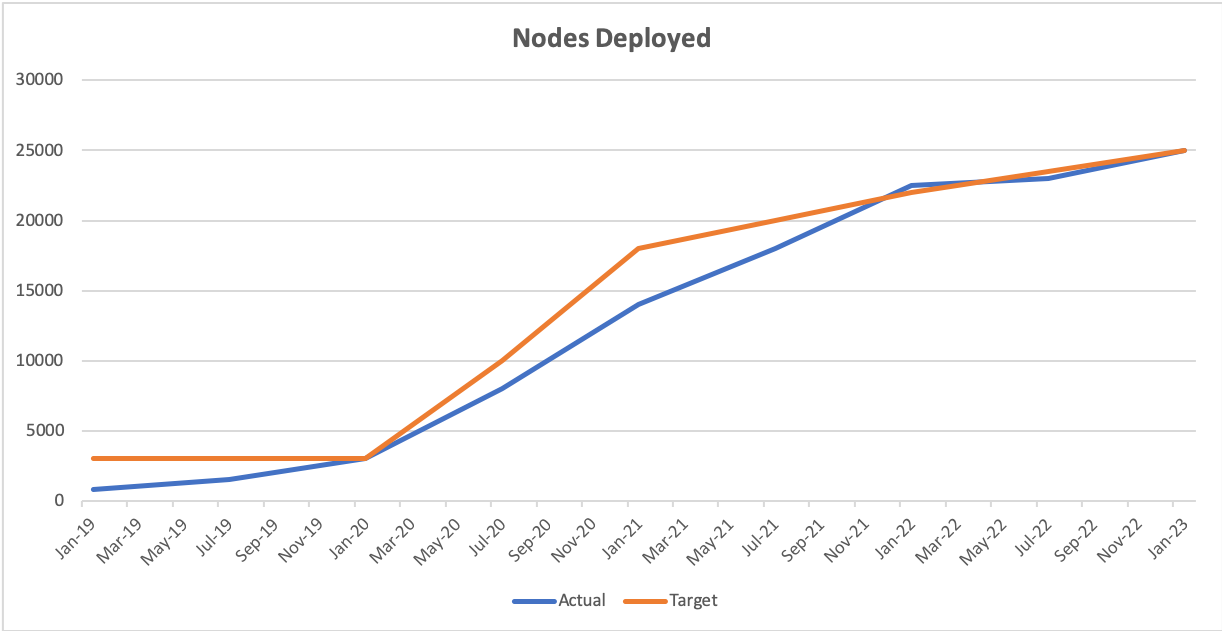 Nodes Deployed
30000
25000
20000
15000
10000
5000
0
Jan-19
Mar-19
May-19
Jul-19
Sep-19
Nov-19
Jan-20
Mar-20
May-20
Jul-20
Sep-20
Nov-20
Jan-21
Mar-21
May-21
Jul-21
Sep-21
Nov-21
Jan-22
Mar-22
May-22
Jul-22
Sep-22
Nov-22
Jan-23
Actual Target